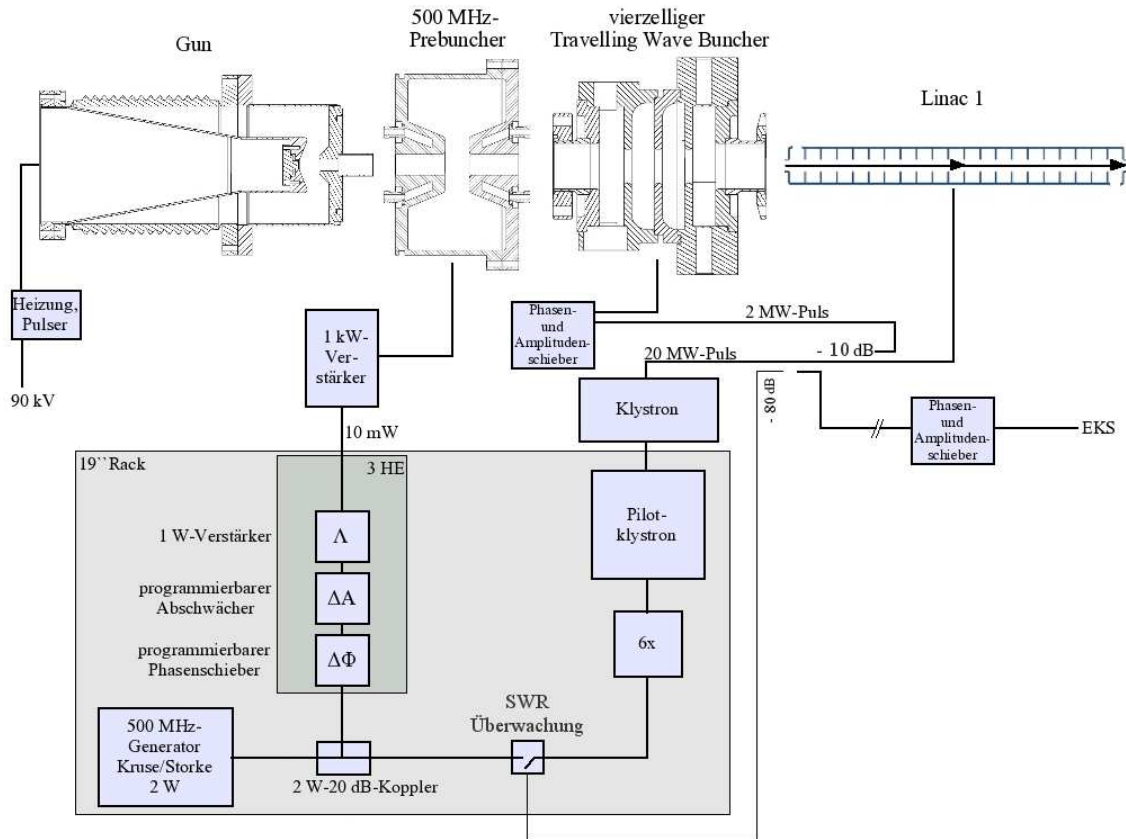 500 MHz-
Prebuncher
vierzelliger
Travelling Wave Buncher
Gun
Linac 1
Heizung,
Pulser
90 kV
1 kW-
Ver-
stärker
10 mW
Phasen-
und
Amplituden-
schieber
2 MW-Puls
- 10 dB
20 MW-Puls
- 80 dB
Klystron
Phasen-
und
Amplituden-
schieber
EKS
19``Rack
3 HE
Pilot-
klystron
1 W-Verstärker
Λ
programmierbarer
Abschwächer
ΔA
programmierbarer
Phasenschieber
ΔΦ
6x
SWR
Überwachung
500 MHz-
Generator
Kruse/Storke
2 W
2 W-20 dB-Koppler